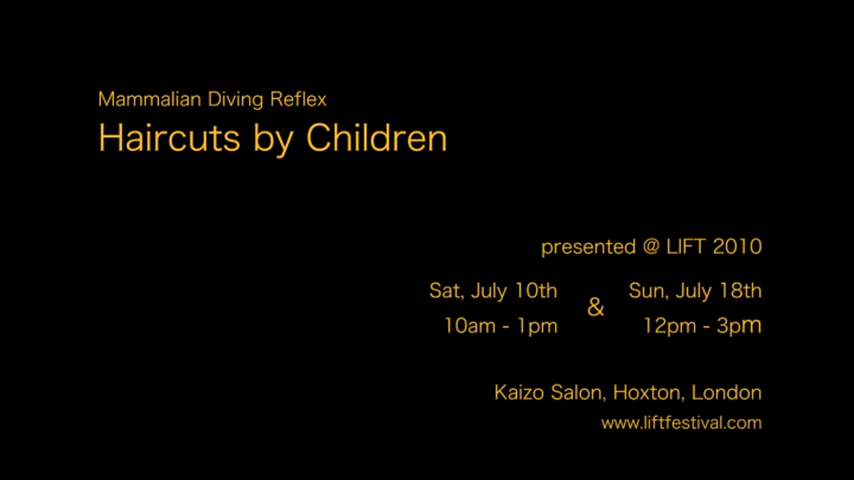 Mammalian Diving Reflex
Haircuts by Children
presented @ LIFT 2010
Sat, July 10th & Sun, July 18th
10am - 1pm 12pm - 3pm
Kaizo Salon, Hoxton, London
www.liftfestival.com